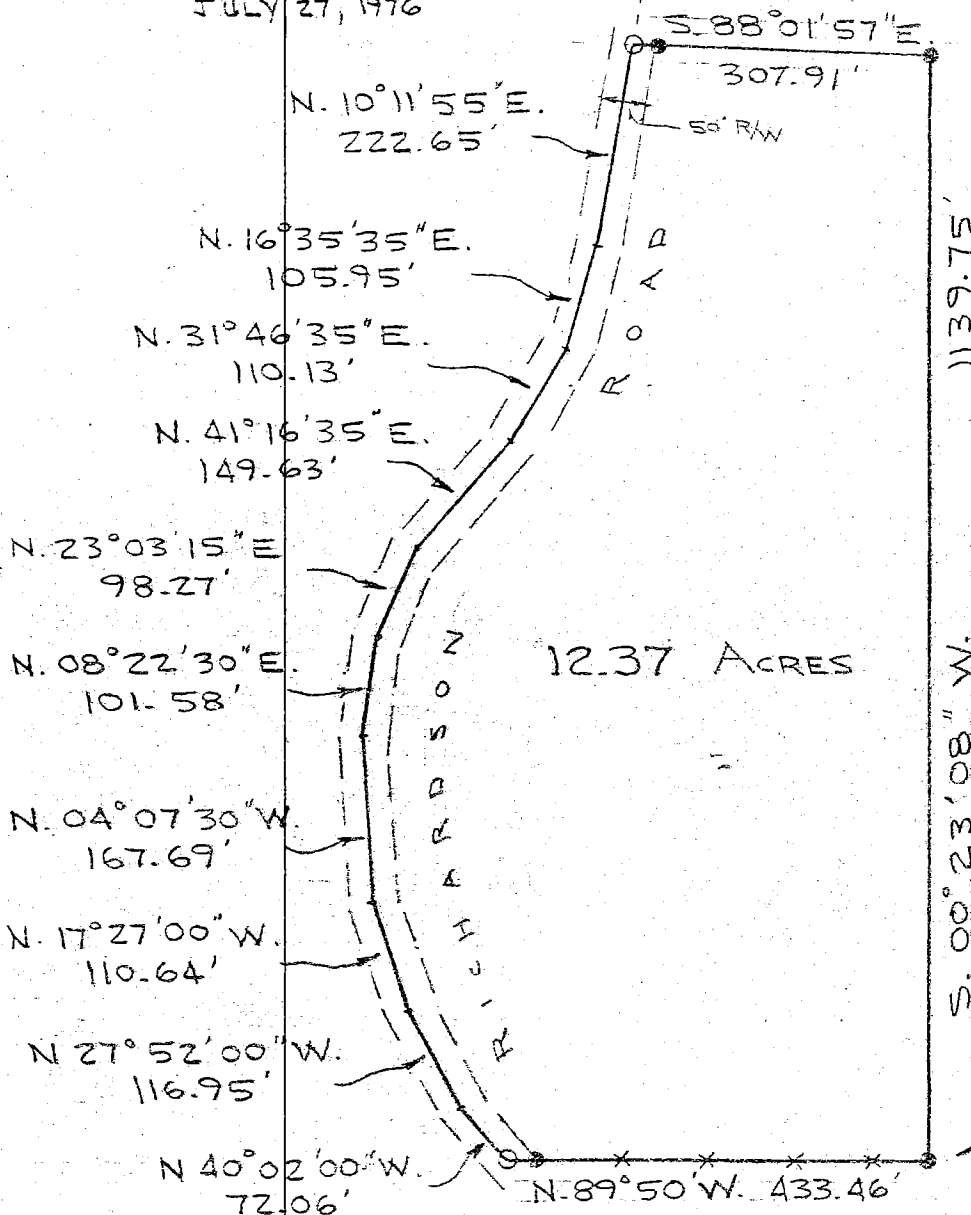 JULY 27, 1976
S. 88°01'57"E.
307.91'
N. 10°11'55"E.
222.65'
50' R/W
N. 16°35'35"E.
105.95'
N. 31°46'35"E.
110.13'
N. 41°16'35"E.
149.63'
N. 23°03'15"E
98.27'
N. 08°22'30"E.
101.58'
N. 04°07'30"W.
167.69'
N. 17°27'00"W.
110.64'
N 27°52'00"W.
116.95'
N 40°02'00"W.
72.06'
RICHARDSON ROAD
12.37 ACRES
S. 00°23'08" W. 1139.75'
N. 89°50'W. 433.46'